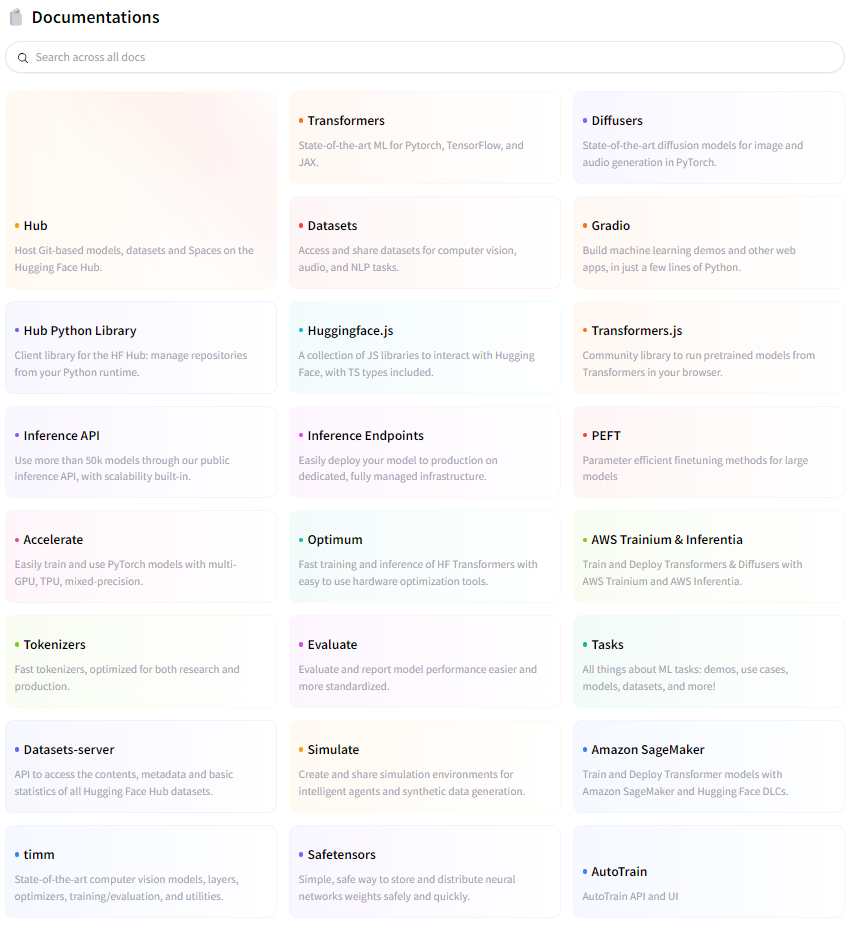 Documentations
Search across all docs
Hub
Host Git-based models, datasets and Spaces on the
Hugging Face Hub.
Transformers
State-of-the-art ML for Pytorch, TensorFlow, and
JAX.
Diffusers
State-of-the-art diffusion models for image and
audio generation in PyTorch.
Datasets
Access and share datasets for computer vision,
audio, and NLP tasks.
Gradio
Build machine learning demos and other web
apps, in just a few lines of Python.
Hub Python Library
Client library for the HF Hub: manage repositories
from your Python runtime.
Huggingface.js
A collection of JS libraries to interact with Hugging
Face, with TS types included.
Transformers.js
Community library to run pretrained models from
Transformers in your browser.
Inference API
Use more than 50k models through our public
inference API, with scalability built-in.
Inference Endpoints
Easily deploy your model to production on
dedicated, fully managed infrastructure.
PEFT
Parameter efficient finetuning methods for large
models
Accelerate
Easily train and use PyTorch models with multi-
GPU, TPU, mixed-precision.
Optimum
Fast training and inference of HF Transformers with
easy to use hardware optimization tools.
AWS Trainium & Inferentia
Train and Deploy Transformers & Diffusers with
AWS Trainium and AWS Inferentia.
Tokenizers
Fast tokenizers, optimized for both research and
production.
Evaluate
Evaluate and report model performance easier and
more standardized.
Tasks
All things about ML tasks: demos, use cases,
models, datasets, and more!
Datasets-server
API to access the contents, metadata and basic
statistics of all Hugging Face Hub datasets.
Simulate
Create and share simulation environments for
intelligent agents and synthetic data generation.
Amazon SageMaker
Train and Deploy Transformer models with
Amazon SageMaker and Hugging Face DLCs.
timm
State-of-the-art computer vision models, layers,
optimizers, training/evaluation, and utilities.
Safetensors
Simple, safe way to store and distribute neural
networks weights safely and quickly.
AutoTrain
AutoTrain API and UI